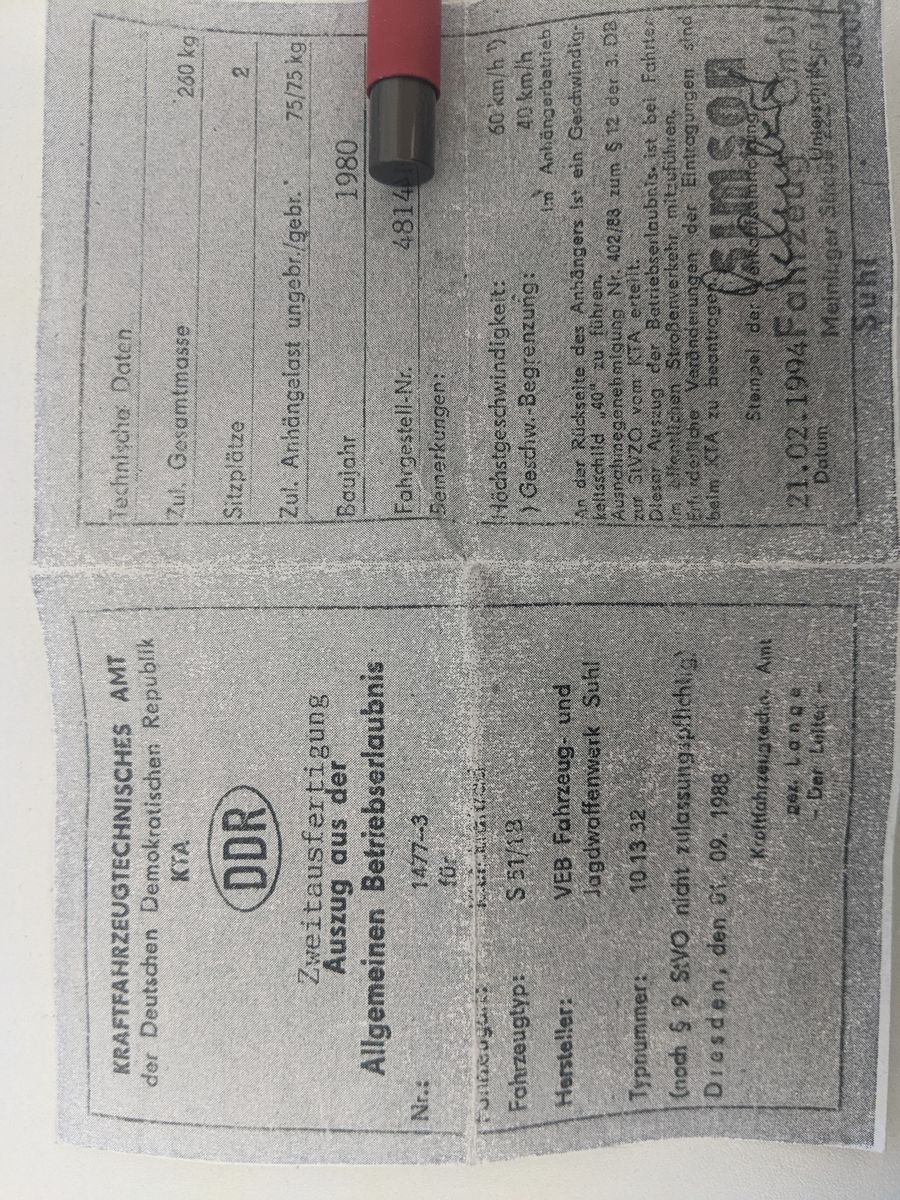 KRAFTFAHRZEUGTECHNISCHES AMT
der Deutschen Demokratischen Republik
KTA
DDR
Zweitausfertigung
Auszug aus der
Allgemeinen Betriebserlaubnis
Nr.: 1477-3
für
Fahrzeugart:
Fahrzeugtyp: S 51/1 B
Hersteller: VEB Fahrzeug- und
Jagdwaffenwerk Suhl
Typnummer: 10 13 32
(nach § 9 StVO nicht zulassungspflichtig)
Dresden, den 01. 09. 1988
Kraftfahrzeugtechn. Amt
gez. Lange
- Der Leiter -
Technische Daten
Zul. Gesamtmasse 260 kg
Sitzplätze 2
Zul. Anhängelast ungebr./gebr. 75/75 kg
Baujahr 1980
Fahrgestell-Nr. 4814
Bemerkungen:
Höchstgeschwindigkeit: 60 km/h ¹)
) Geschw.-Begrenzung: 40 km/h
im Anhängerbetrieb
An der Rückseite des Anhängers ist ein Geschwindig-
keitsschild „40" zu führen.
Ausnahmegenehmigung Nr. 402/88 zum § 12 der 3. DB
zur StVZO vom KTA erteilt.
Dieser Auszug der Betriebserlaubnis ist bei Fahrten
im öffentlichen Straßenverkehr mitzuführen.
Erforderliche Veränderungen der Eintragungen sind
beim KTA zu beantragen.
simson
Stempel der
21.02.1994 Fahrzeug GmbH
Datum Meininger Unterschrift
Suhl